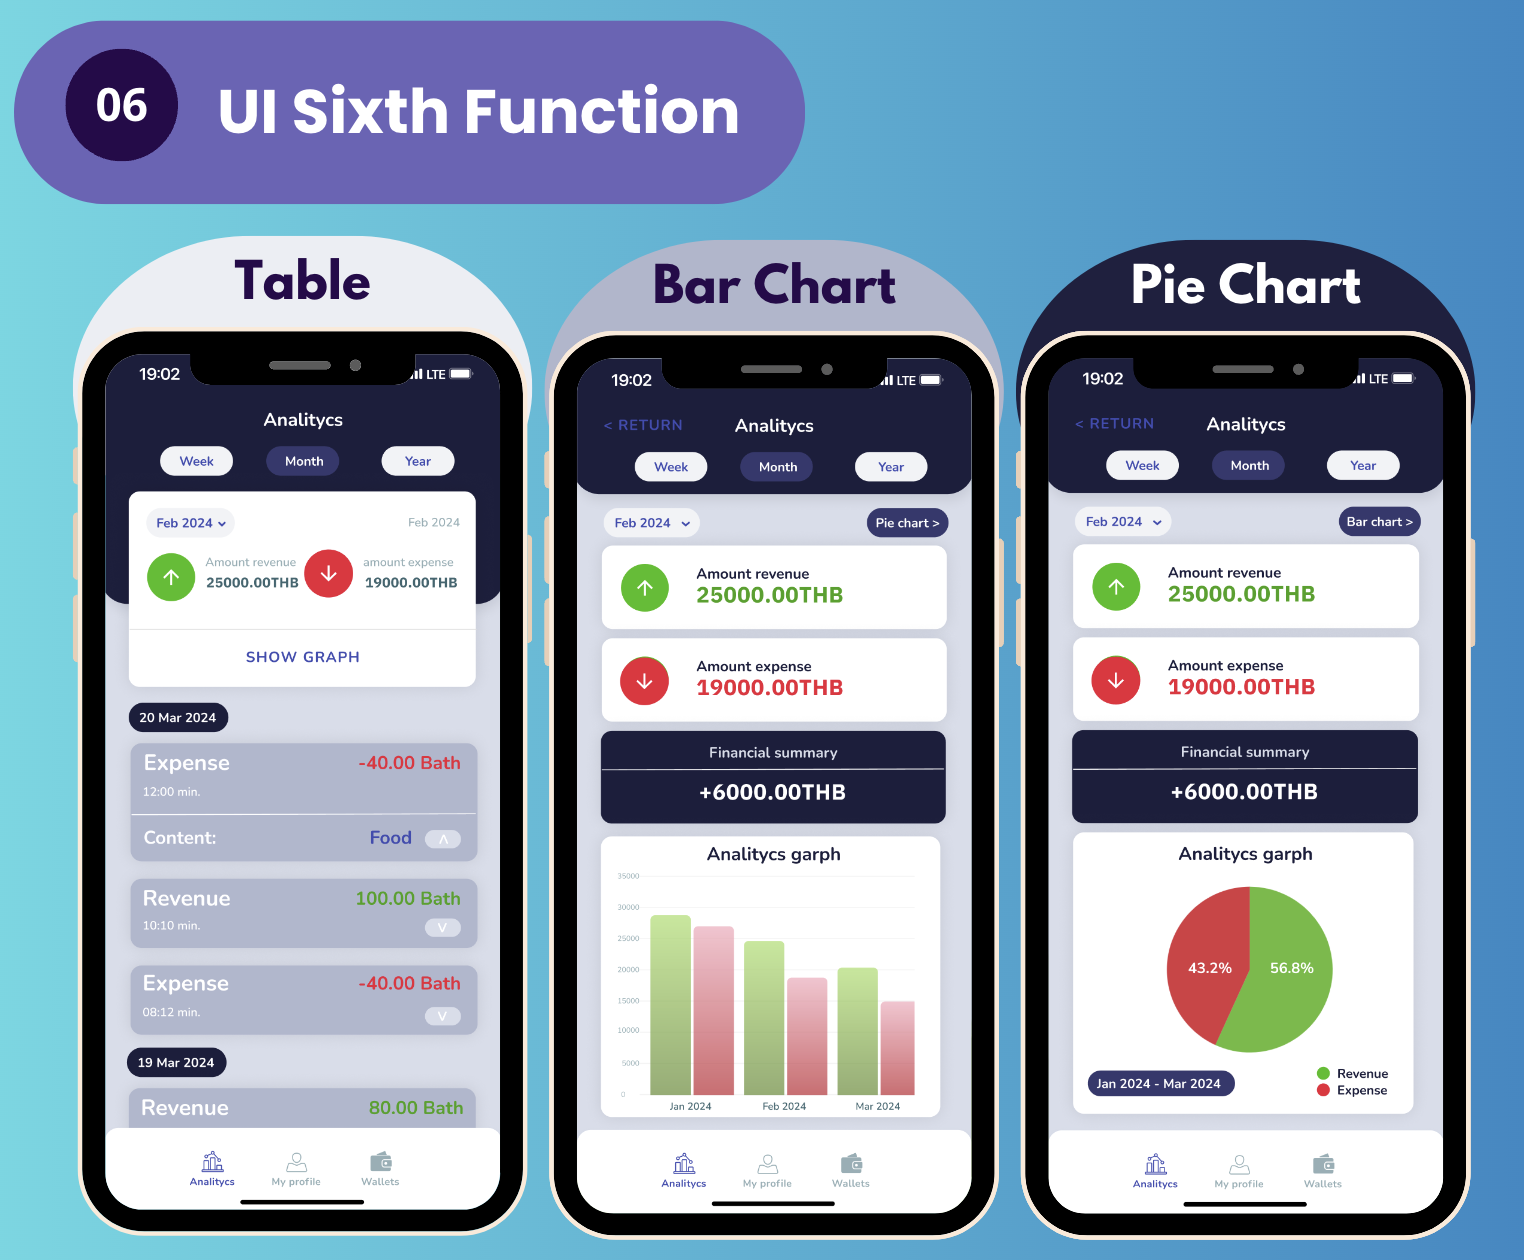 06
UI Sixth Function
Table
19:02 LTE
Analitycs
Week Month Year
Feb 2024 Feb 2024
Amount revenue amount expense
25000.00THB 19000.00THB
SHOW GRAPH
20 Mar 2024
Expense -40.00 Bath
12:00 min.
Content: Food
Revenue 100.00 Bath
10:10 min.
Expense -40.00 Bath
08:12 min.
19 Mar 2024
Revenue 80.00 Bath
Analitycs My profile Wallets
Bar Chart
19:02 LTE
< RETURN Analitycs
Week Month Year
Feb 2024 Pie chart >
Amount revenue
25000.00THB
Amount expense
19000.00THB
Financial summary
+6000.00THB
Analitycs garph
35000
30000
25000
20000
15000
10000
5000
0
Jan 2024 Feb 2024 Mar 2024
Analitycs My profile Wallets
Pie Chart
19:02 LTE
< RETURN Analitycs
Week Month Year
Feb 2024 Bar chart >
Amount revenue
25000.00THB
Amount expense
19000.00THB
Financial summary
+6000.00THB
Analitycs garph
43.2% 56.8%
Jan 2024 - Mar 2024
Revenue
Expense
Analitycs My profile Wallets